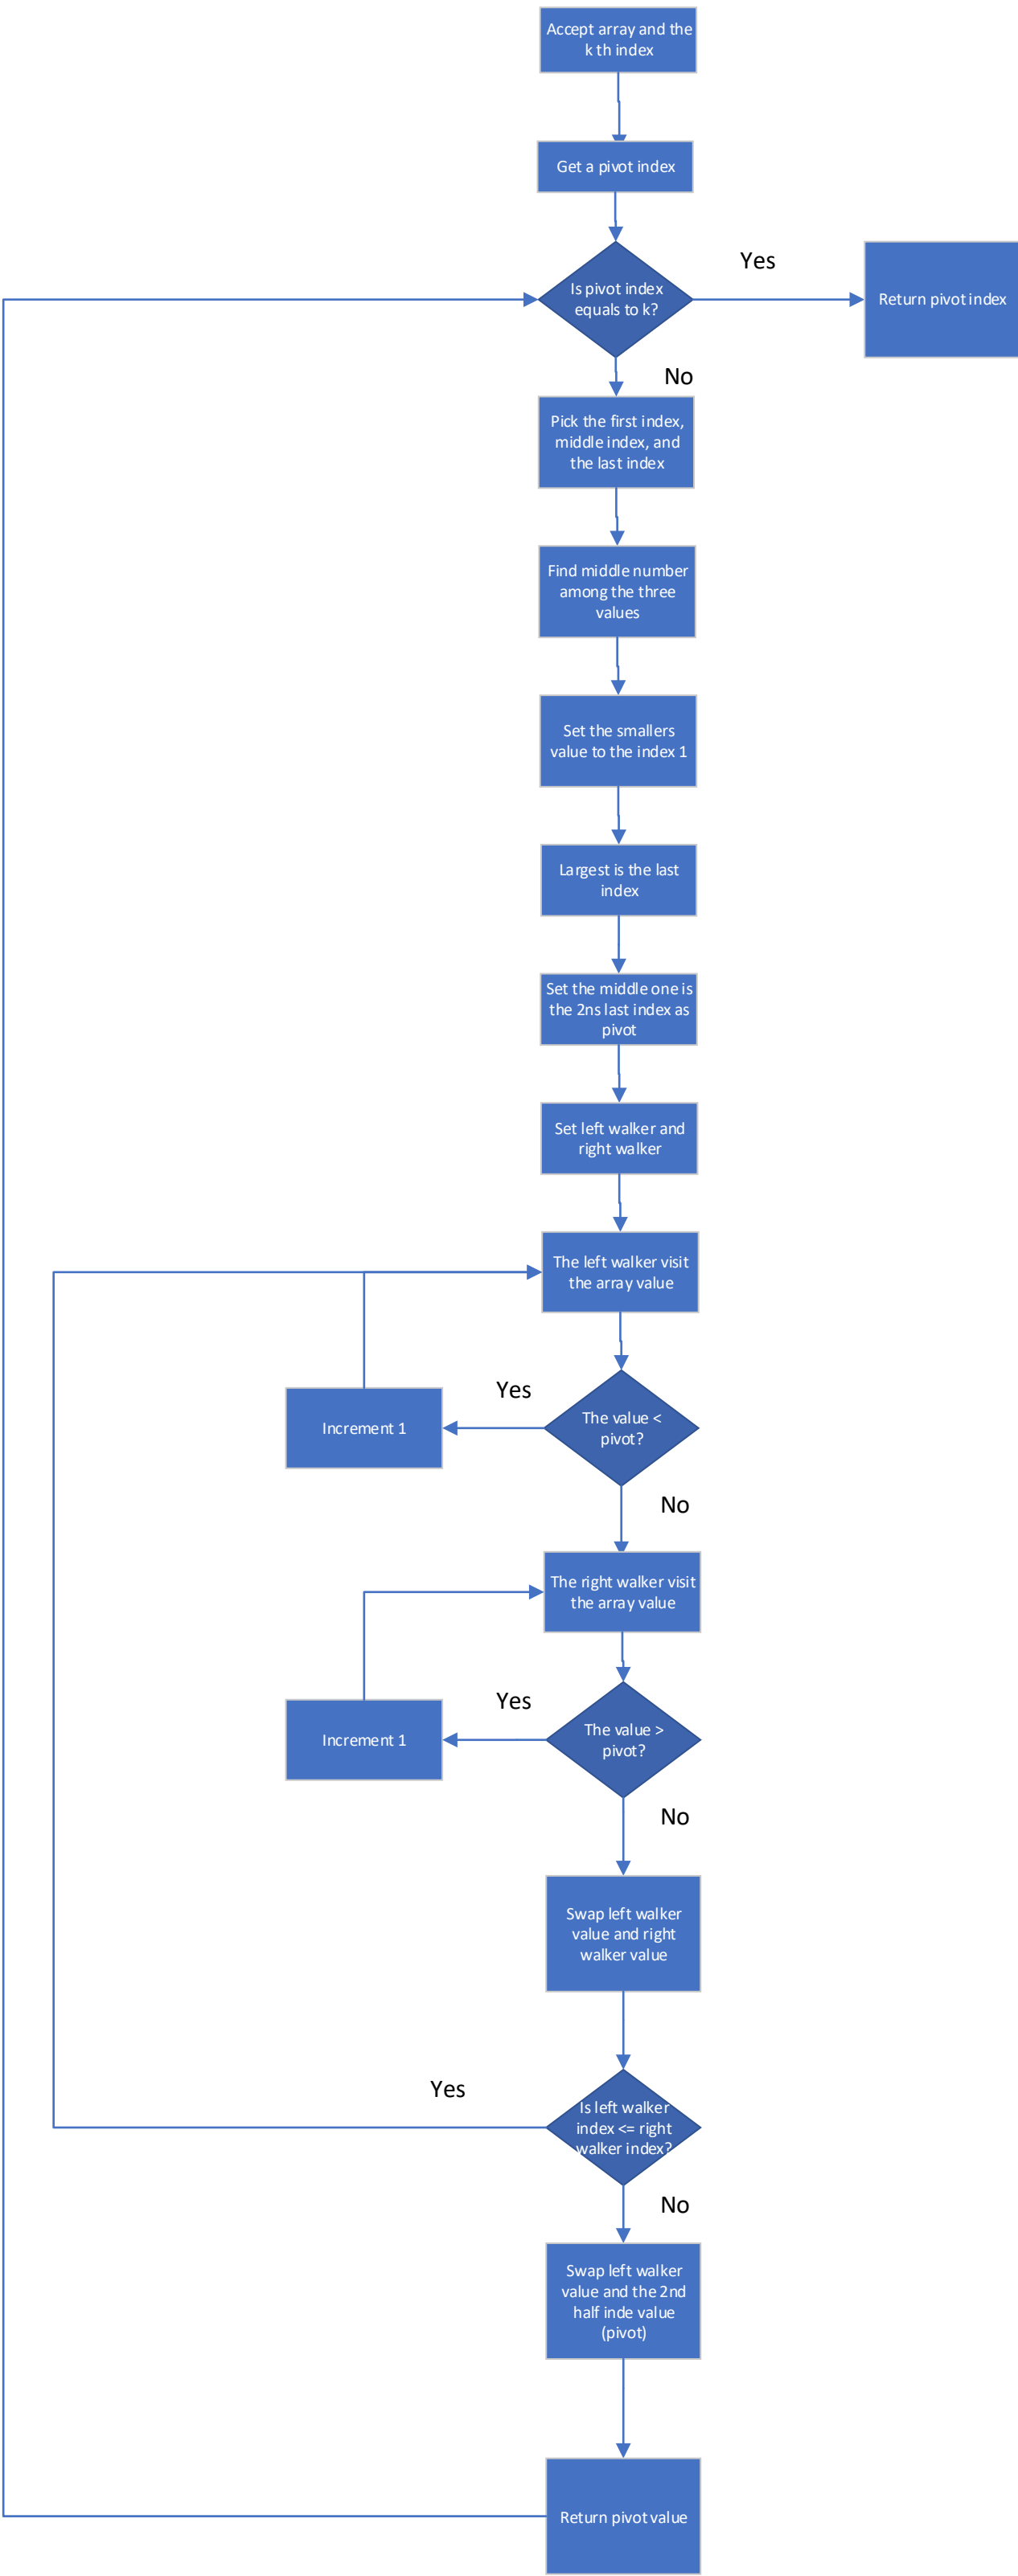 Accept array and the
k th index
Get a pivot index
Yes
Is pivot index
equals to k?
Return pivot index
No
Pick the first index,
middle index, and
the last index
Find middle number
among the three
values
Set the smallers
value to the index 1
Largest is the last
index
Set the middle one is
the 2ns last index as
pivot
Set left walker and
right walker
The left walker visit
the array value
Yes
Increment 1
The value <
pivot?
No
The right walker visit
the array value
Yes
Increment 1
The value >
pivot?
No
Swap left walker
value and right
walker value
Yes
Is left walker
index <= right
walker index?
No
Swap left walker
value and the 2nd
half inde value
(pivot)
Return pivot value